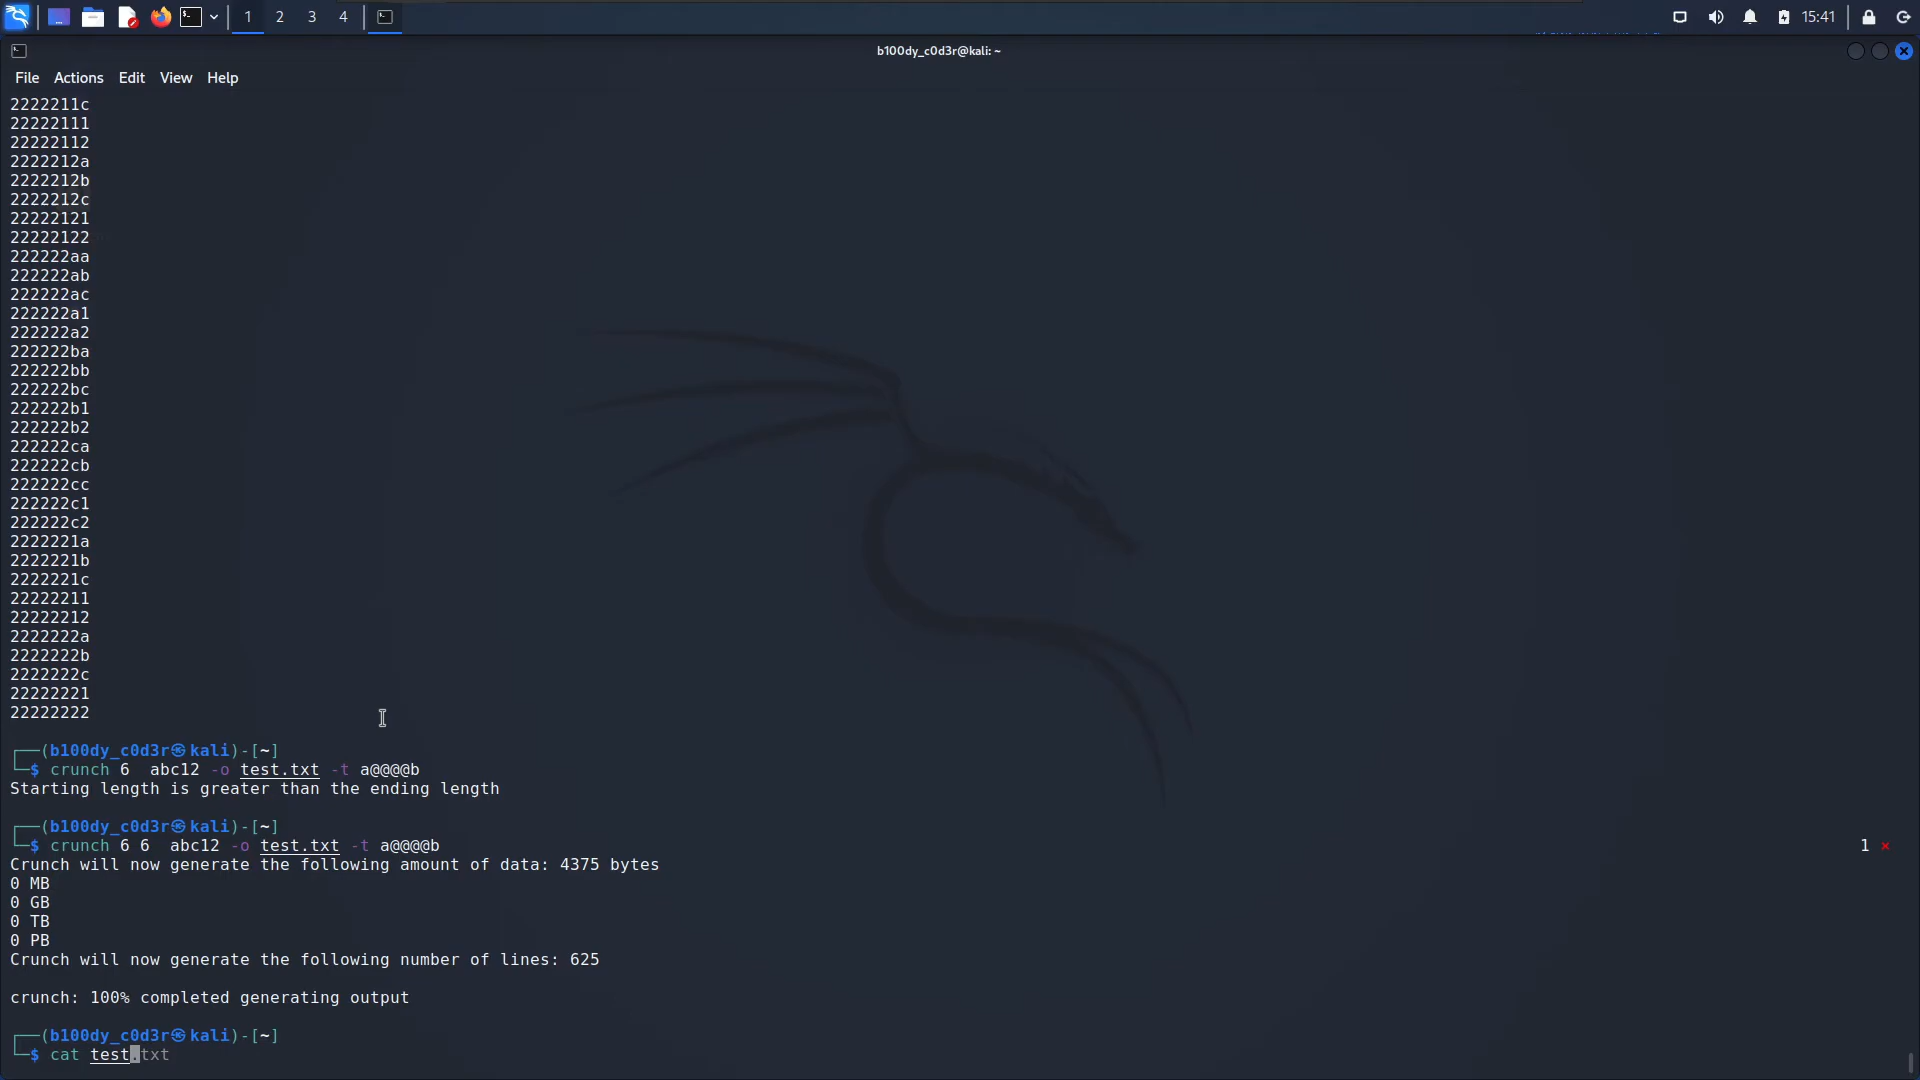 1 2 3 4 15:41
b100dy_c0d3r@kali: ~
File Actions Edit View Help
2222211c
22222111
22222112
2222212a
2222212b
2222212c
22222121
22222122
222222aa
222222ab
222222ac
222222a1
222222a2
222222ba
222222bb
222222bc
222222b1
222222b2
222222ca
222222cb
222222cc
222222c1
222222c2
2222221a
2222221b
2222221c
22222211
22222212
2222222a
2222222b
2222222c
22222221
22222222
┌──(b100dy_c0d3r㉿kali)-[~]
└─$ crunch 6  abc12 -o test.txt -t a@@@@b
Starting length is greater than the ending length
┌──(b100dy_c0d3r㉿kali)-[~]
└─$ crunch 6 6  abc12 -o test.txt -t a@@@@b 1 ⨯
Crunch will now generate the following amount of data: 4375 bytes
0 MB
0 GB
0 TB
0 PB
Crunch will now generate the following number of lines: 625
crunch: 100% completed generating output
┌──(b100dy_c0d3r㉿kali)-[~]
└─$ cat test.txt